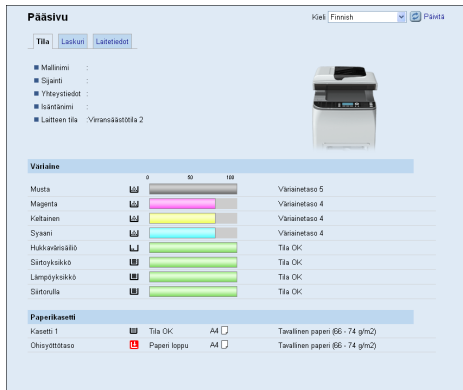 Pääsivu
Kieli Finnish Päivitä
Tila Laskuri Laitetiedot
Mallinimi :
Sijainti :
Yhteystiedot :
Isäntänimi :
Laitteen tila :Virransäästötila 2
Väriaine
0 50 100
Musta Väriainetaso 5
Magenta Väriainetaso 4
Keltainen Väriainetaso 4
Syaani Väriainetaso 4
Hukkavärisäiliö Tila OK
Siirtoyksikkö Tila OK
Lämpöyksikkö Tila OK
Siirtorulla Tila OK
Paperikasetti
Kasetti 1 Tila OK A4 Tavallinen paperi (66 - 74 g/m2)
Ohisyöttötaso Paperi loppu A4 Tavallinen paperi (66 - 74 g/m2)